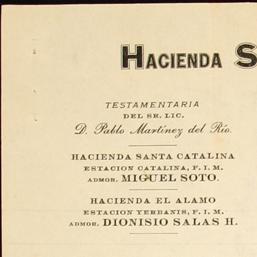 HACIENDA S
TESTAMENTARIA
DEL SR. LIC.
D. Pablo Martínez del Río.
HACIENDA SANTA CATALINA
ESTACION CATALINA, F. I. M.
ADMOR. MIGUEL SOTO.
HACIENDA EL ALAMO
ESTACION YERBANIS, F. I. M.
ADMOR. DIONISIO SALAS H.